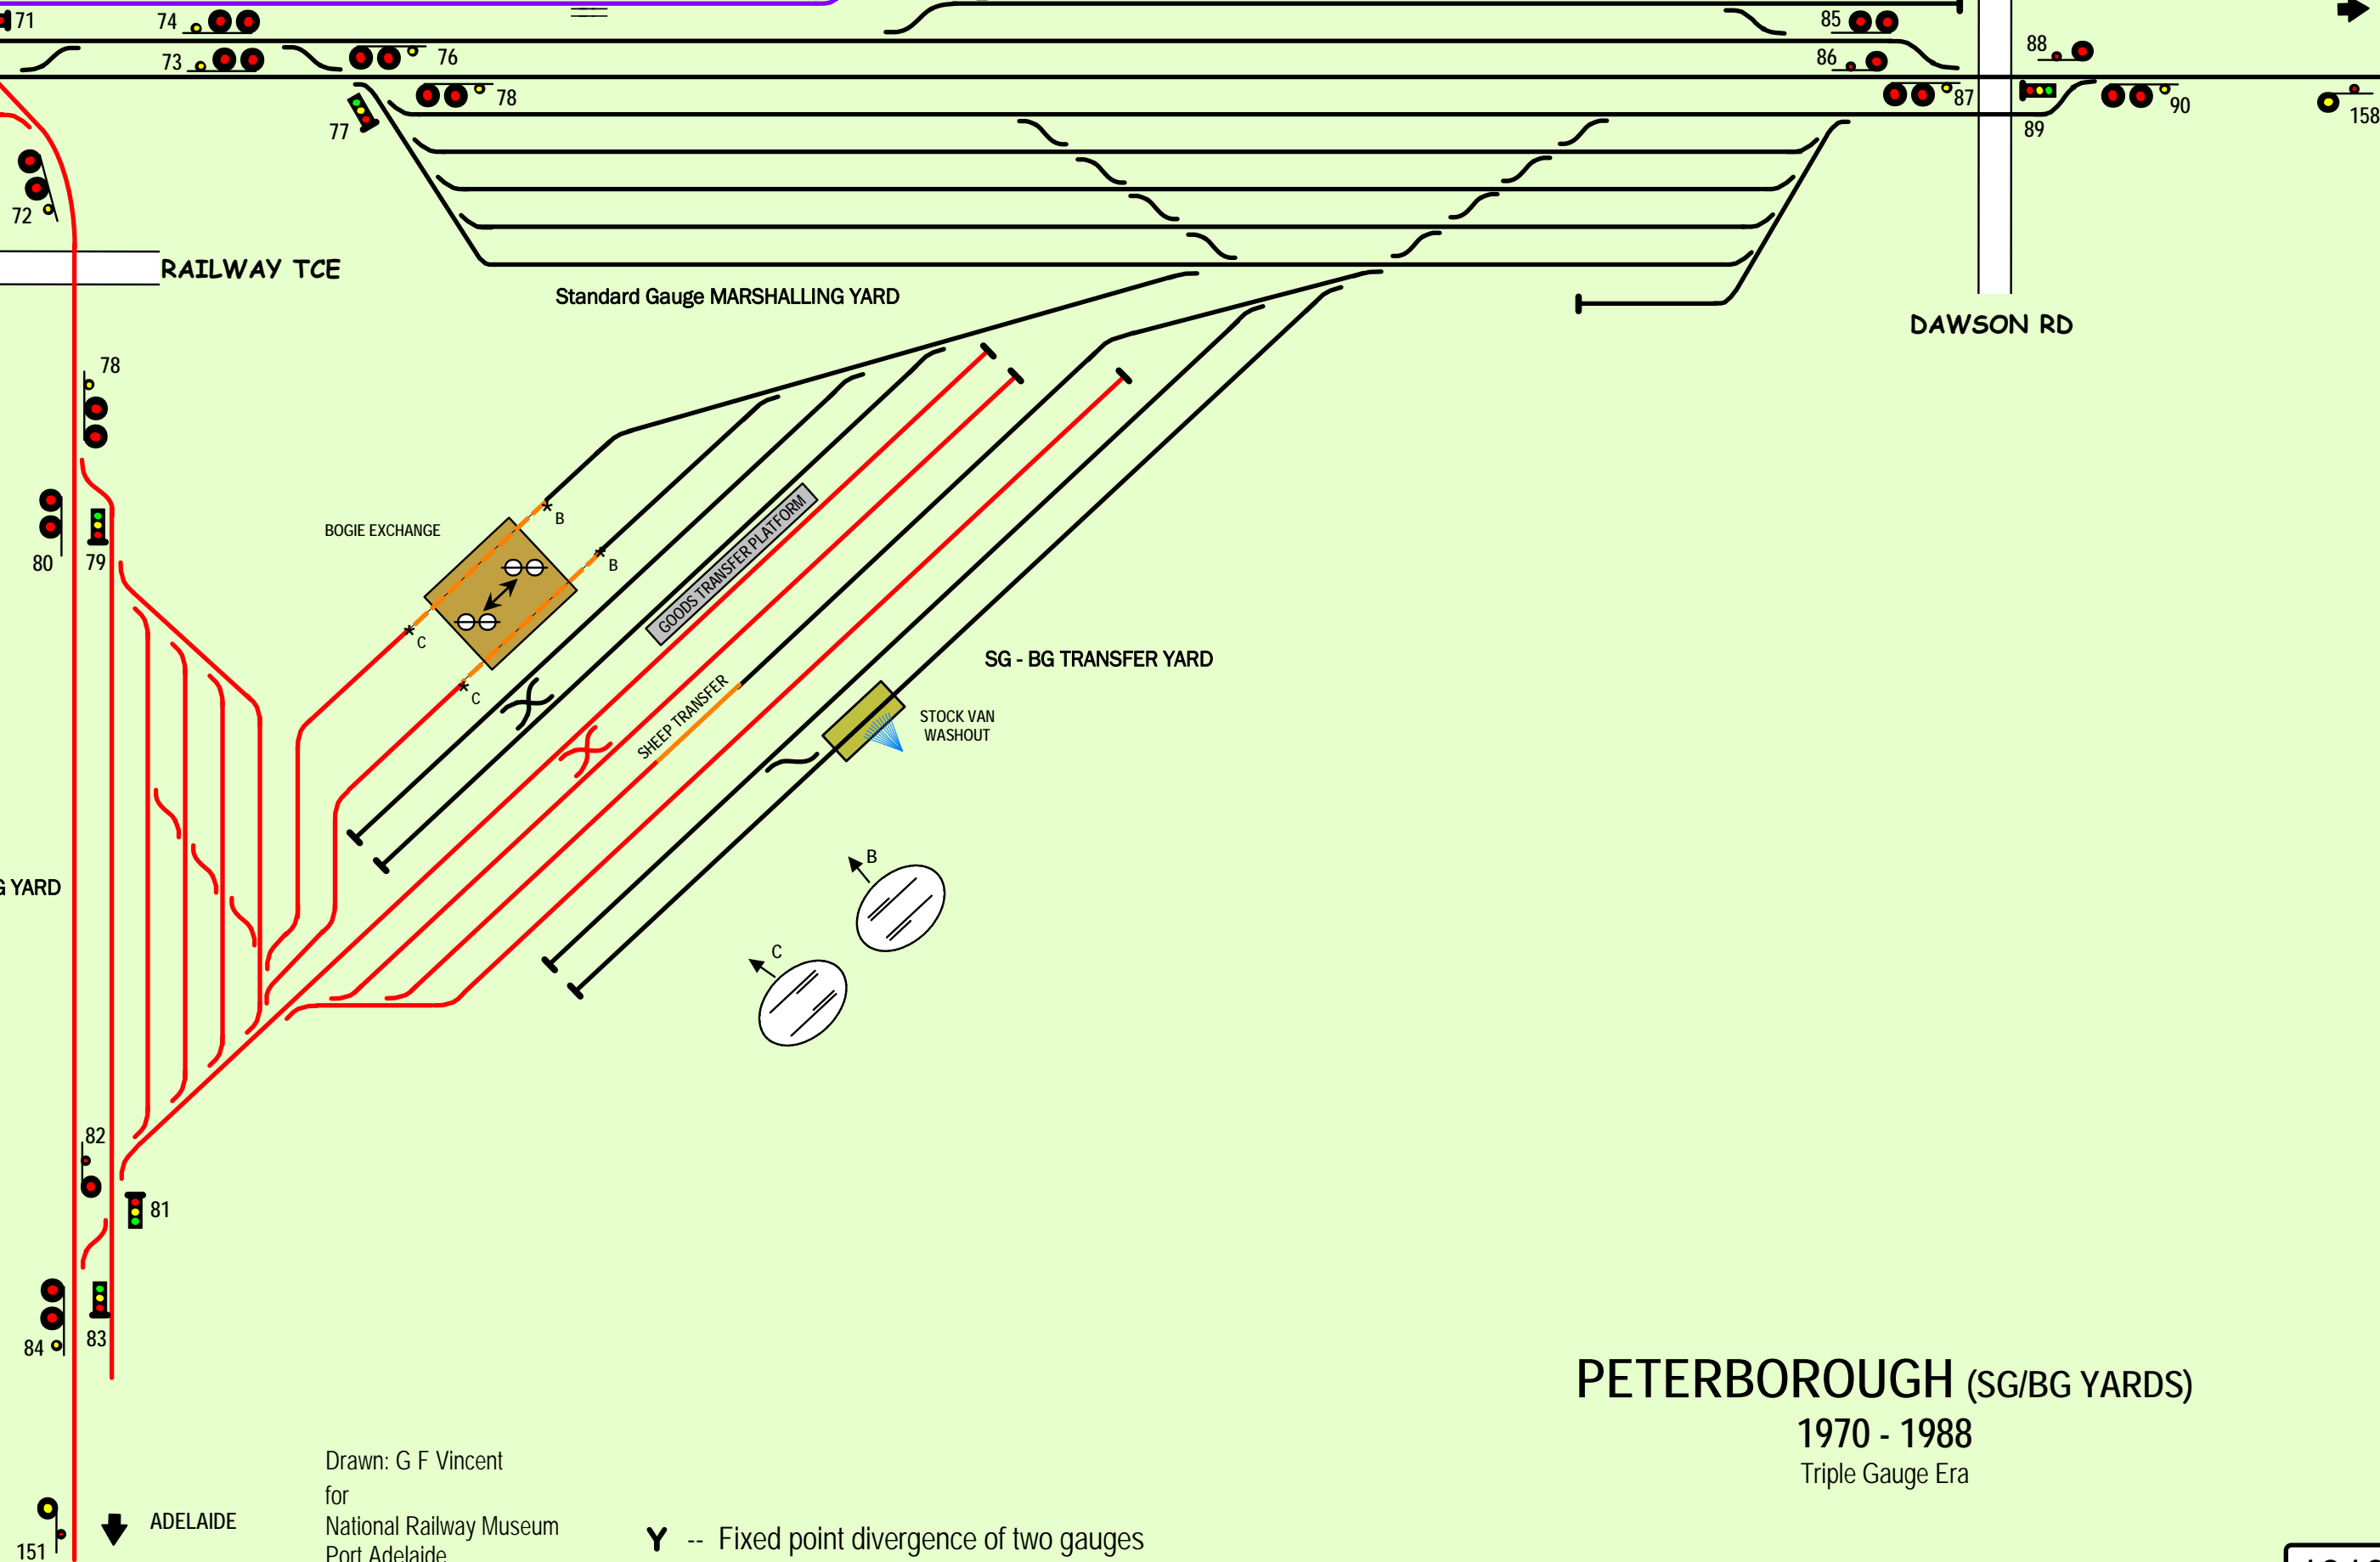 71
74
85
73
76
86
88
78
87
77
89
90
158
72
RAILWAY TCE
Standard Gauge MARSHALLING YARD
DAWSON RD
78
BOGIE EXCHANGE
B
B
80
79
GOODS TRANSFER PLATFORM
C
C
SG - BG TRANSFER YARD
SHEEP TRANSFER
STOCK VAN
WASHOUT
YARD
B
C
82
81
84
83
PETERBOROUGH (SG/BG YARDS)
1970 - 1988
Triple Gauge Era
Drawn: G F Vincent
for
National Railway Museum
Port Adelaide
ADELAIDE
Y -- Fixed point divergence of two gauges
151